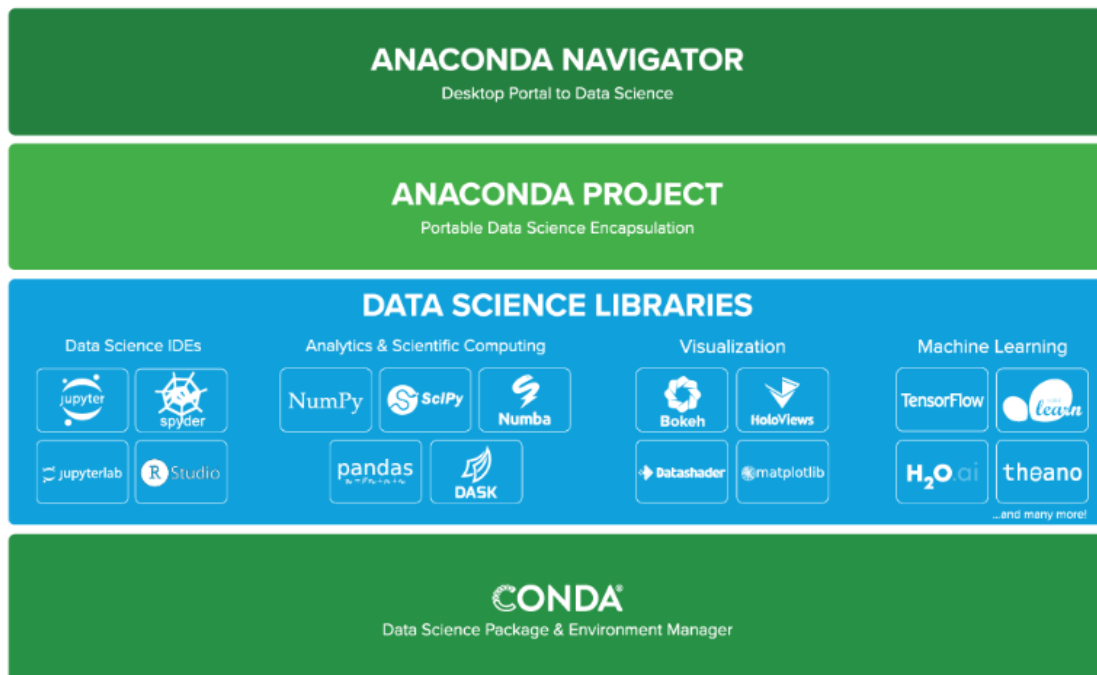 ANACONDA NAVIGATOR
Desktop Portal to Data Science
ANACONDA PROJECT
Portable Data Science Encapsulation
DATA SCIENCE LIBRARIES
Data Science IDEs
jupyter
spyder
jupyterlab
R Studio
Analytics & Scientific Computing
NumPy
SciPy
Numba
pandas
DASK
Visualization
Bokeh
HoloViews
Datashader
matplotlib
Machine Learning
TensorFlow
learn
H2O.ai
theano
...and many more!
CONDA®
Data Science Package & Environment Manager